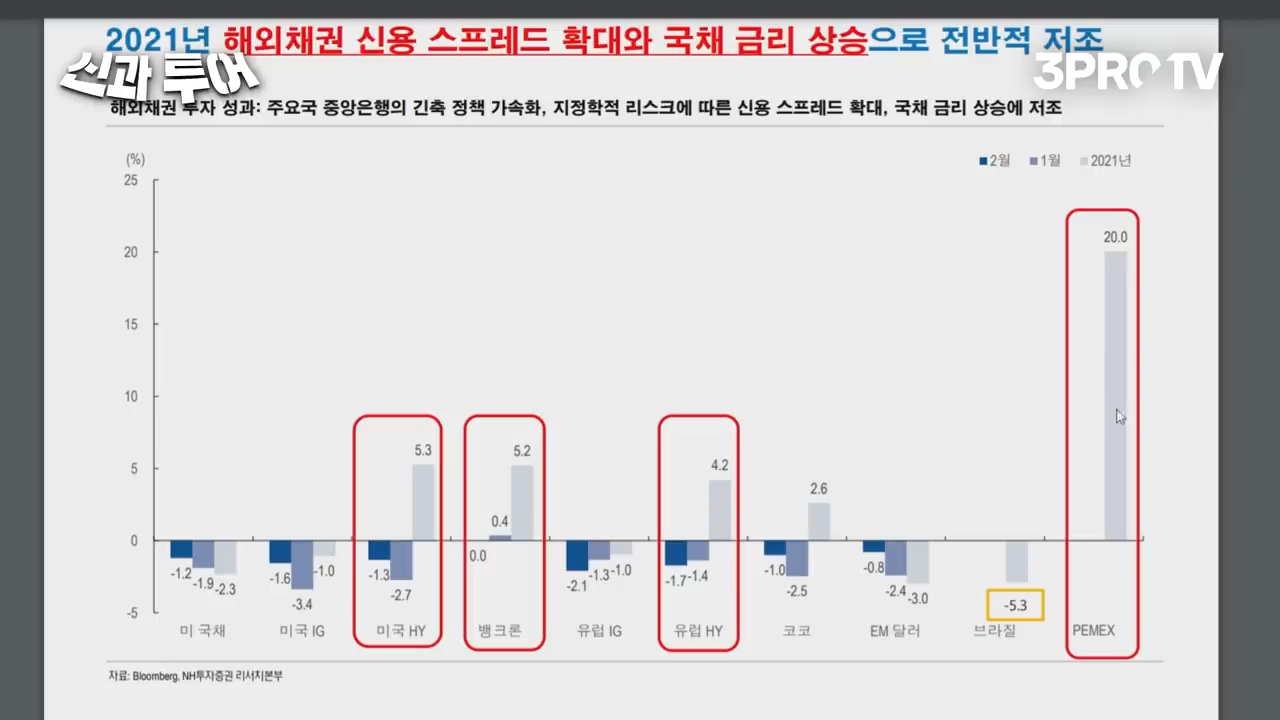 2021년 해외채권 신용 스프레드 확대와 국채 금리 상승으로 전반적 저조
신과 투어
3PROTV
해외채권 투자 성과: 주요국 중앙은행의 긴축 정책 가속화, 지정학적 리스크에 따른 신용 스프레드 확대, 국채 금리 상승에 저조
(%)
2월 1월 2021년
25
20
15
10
5
0
-5
-1.2 -1.9 -2.3
-1.6 -3.4 -1.0
-1.3 -2.7 5.3
0.0 0.4 5.2
-2.1 -1.3 -1.0
-1.7 -1.4 4.2
-1.0 -2.5 2.6
-0.8 -2.4 -3.0
-5.3
20.0
미 국채 미국 IG 미국 HY 뱅크론 유럽 IG 유럽 HY 코코 EM 달러 브라질 PEMEX
자료: Bloomberg, NH투자증권 리서치본부